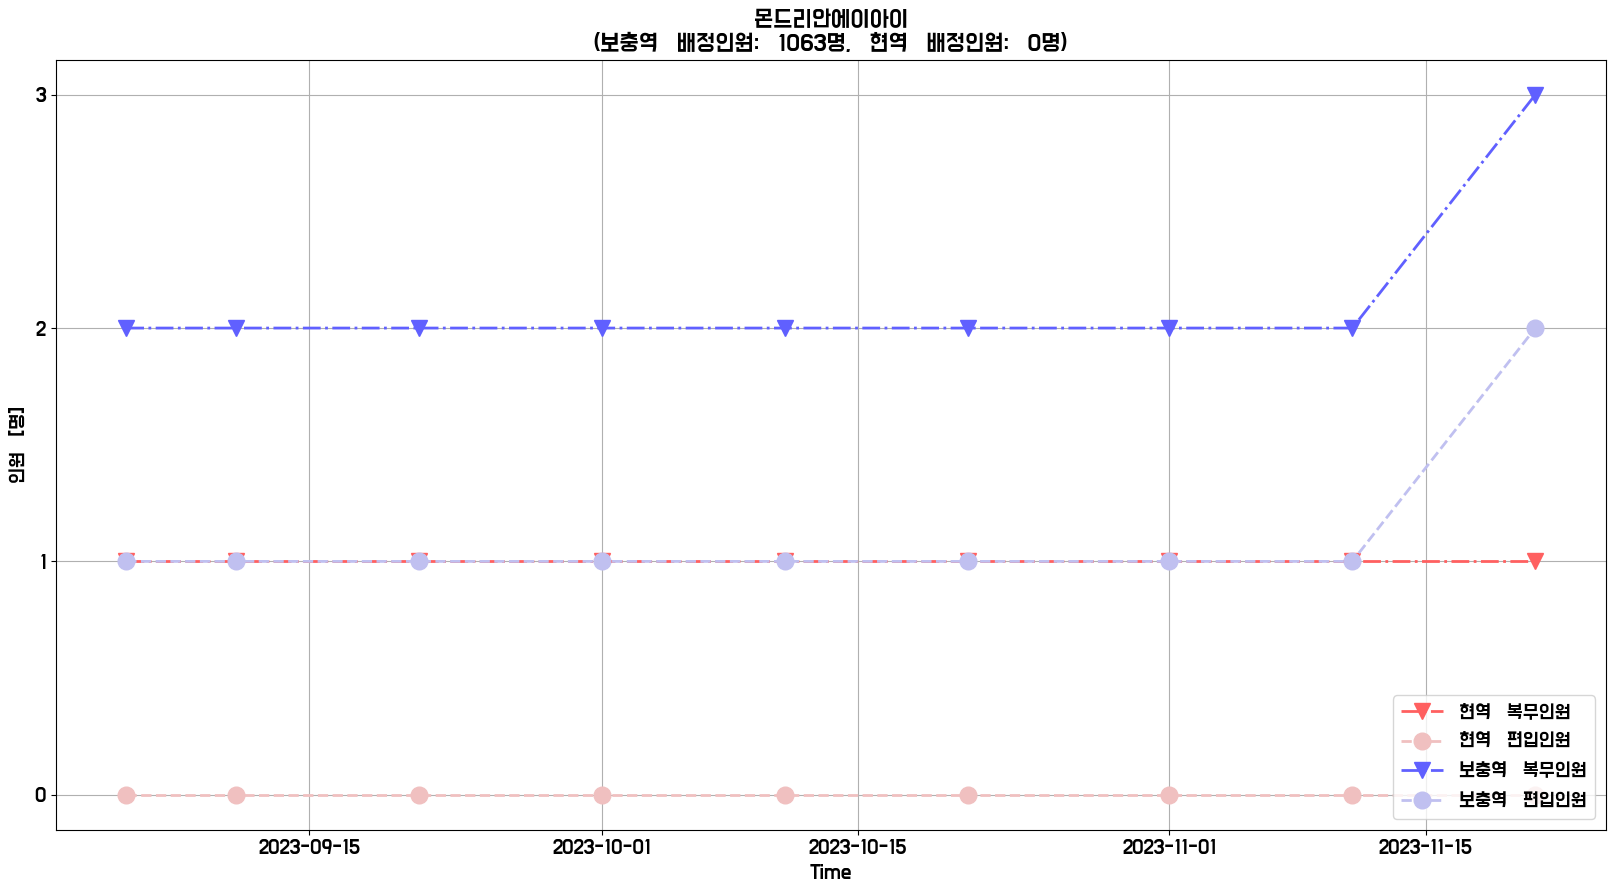 몬드리안에이아이
(보충역 배정인원: 1063명, 현역 배정인원: 0명)
3
2
1
0
인원 [명]
현역 복무인원
현역 편입인원
보충역 복무인원
보충역 편입인원
2023-09-15 2023-10-01 2023-10-15 2023-11-01 2023-11-15
Time